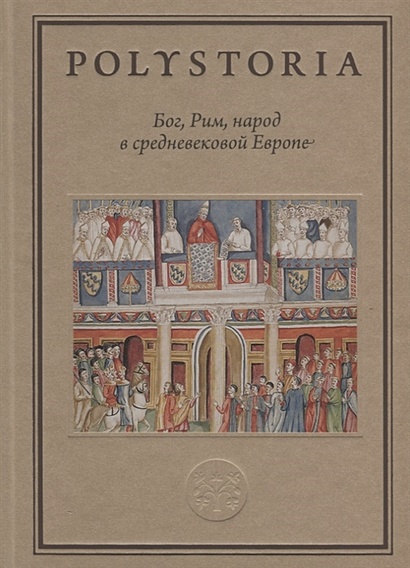 POLYSTORIA
Бог, Рим, народ
в средневековой Европе